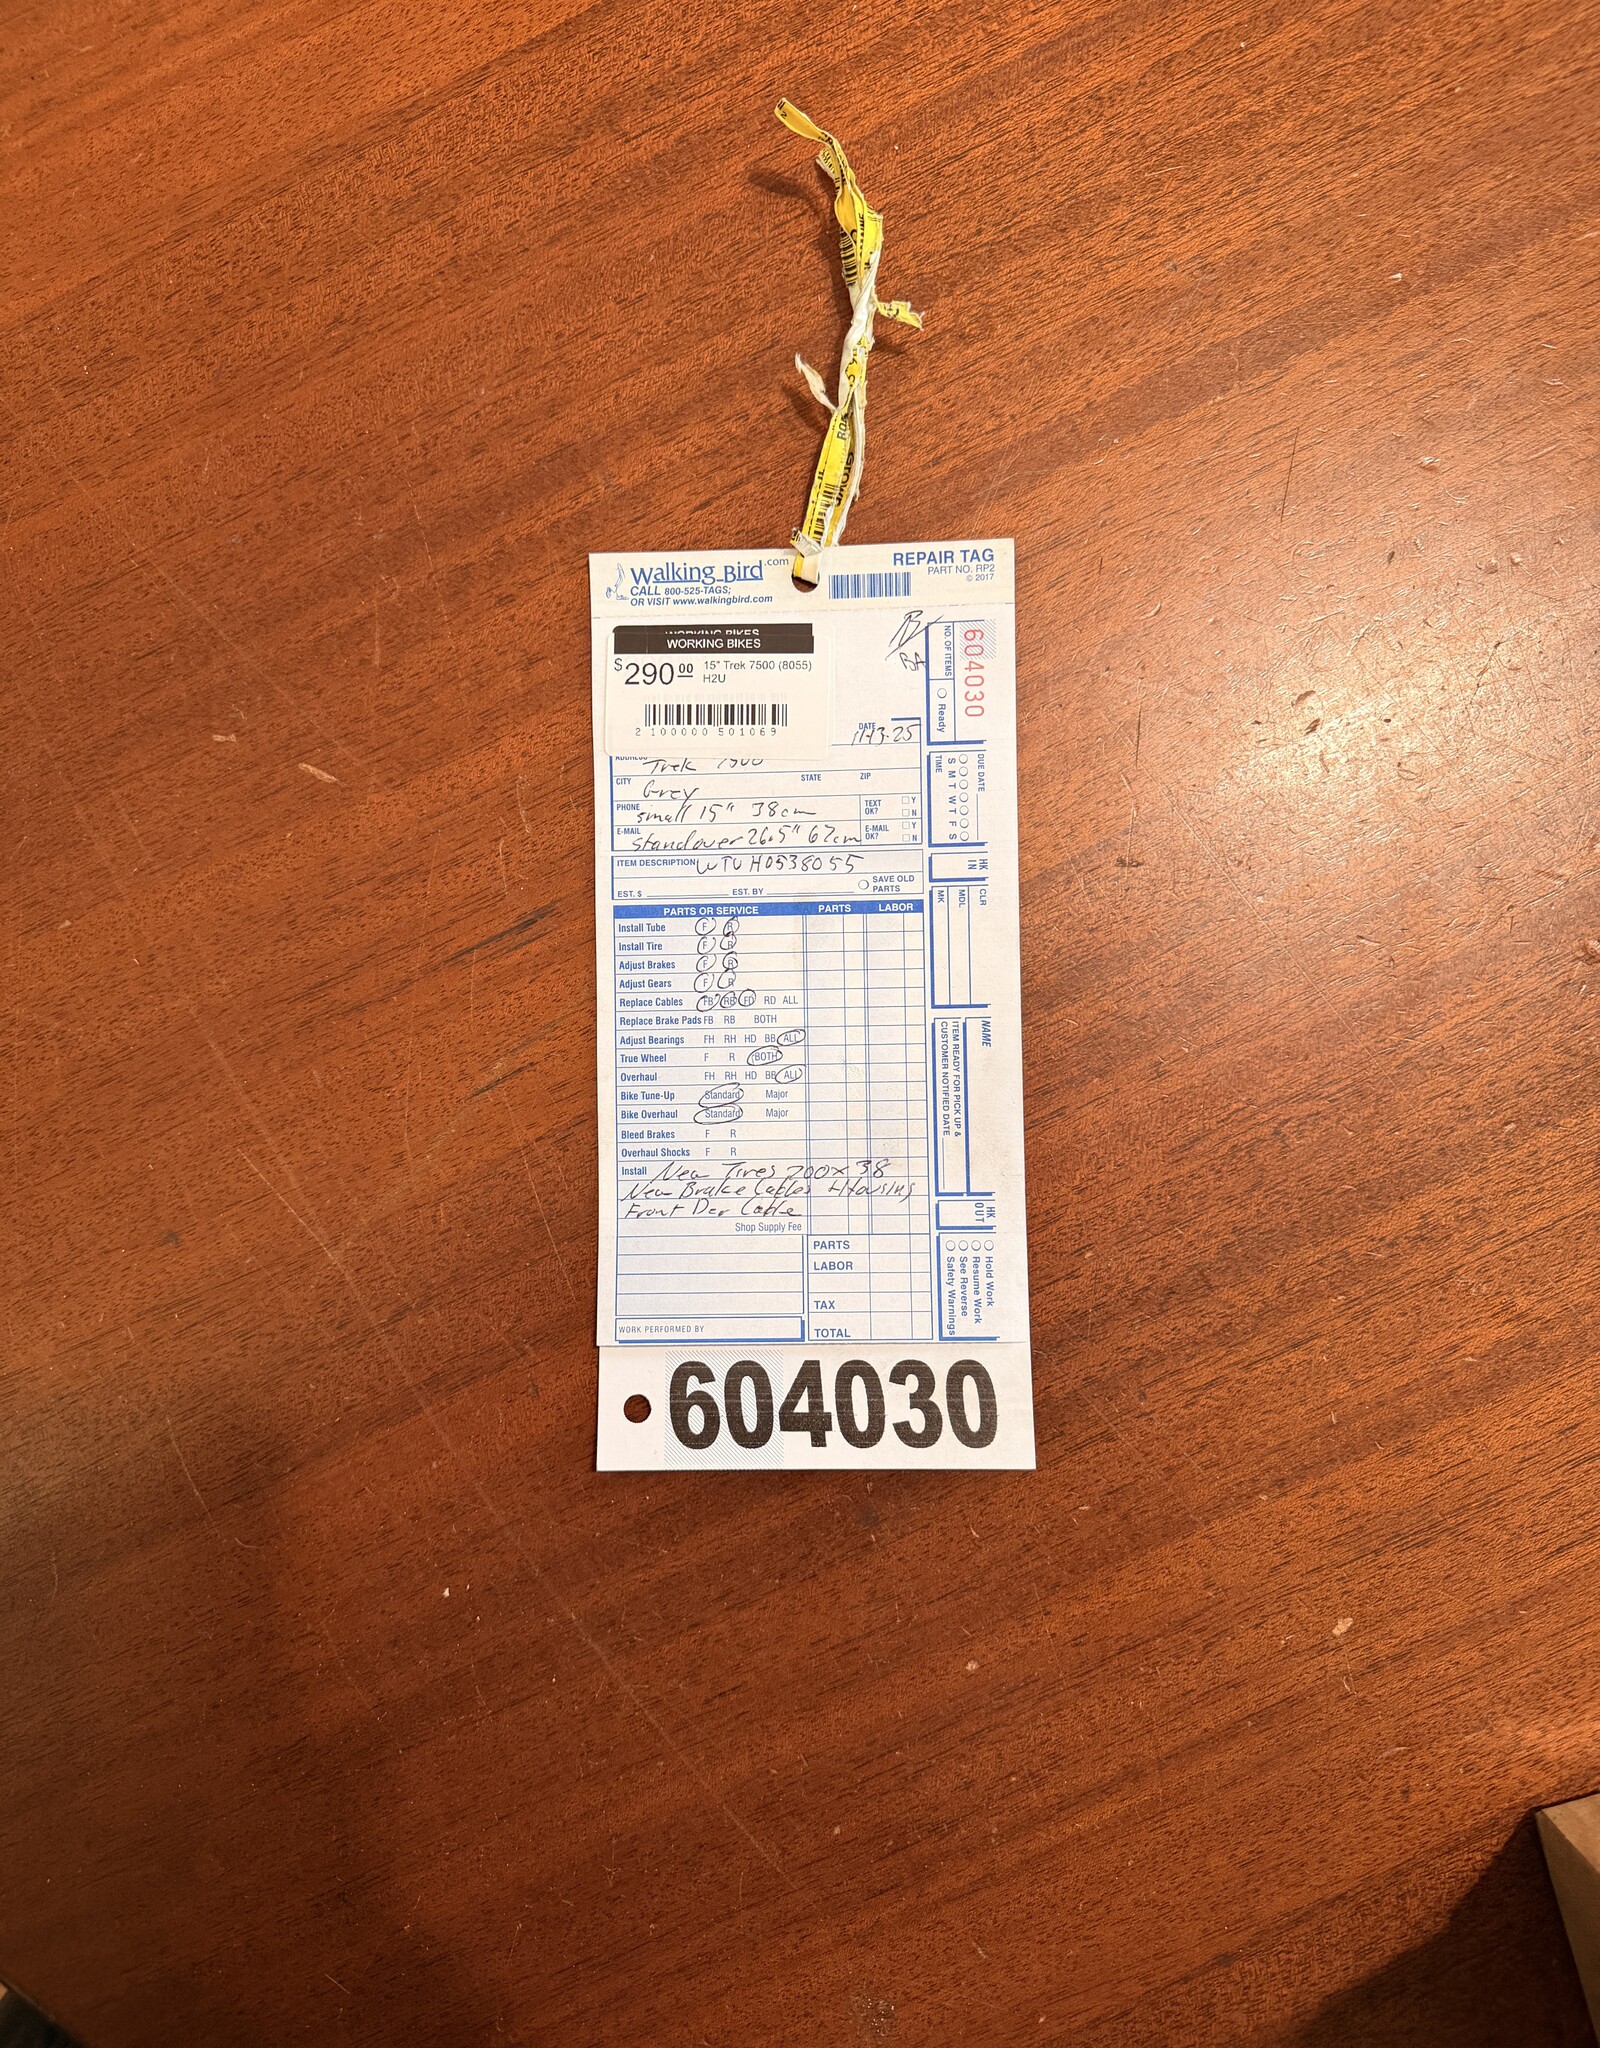 Walking Bird.com
CALL 800-525-TAGS;
OR VISIT www.walkingbird.com
REPAIR TAG
PART NO. RP2
© 2017
WORKING BIKES
WORKING BIKES
$290.00 15" Trek 7500 (8055)
H2U
2 100000 501069
DATE 11-13-25
ADDRESS Trek 7500
CITY Grey STATE ZIP
PHONE small 15" 38cm TEXT OK? Y N
E-MAIL standover 26.5" 67cm E-MAIL OK? Y N
ITEM DESCRIPTION WTUH0538055
EST. $ EST. BY SAVE OLD PARTS
PARTS OR SERVICE PARTS LABOR
Install Tube F R
Install Tire F R
Adjust Brakes F R
Adjust Gears F R
Replace Cables FB RB FD RD ALL
Replace Brake Pads FB RB BOTH
Adjust Bearings FH RH HD BB ALL
True Wheel F R BOTH
Overhaul FH RH HD BB ALL
Bike Tune-Up Standard Major
Bike Overhaul Standard Major
Bleed Brakes F R
Overhaul Shocks F R
Install New Tires 700x38
New Brake Cables + Housing
Front Der Cable
Shop Supply Fee
PARTS
LABOR
TAX
TOTAL
WORK PERFORMED BY
604030
NO. OF ITEMS
Ready
DUE DATE
S M T W T F S
TIME
HK IN
CLR
MDL
MK
NAME
ITEM READY FOR PICK UP &
CUSTOMER NOTIFIED DATE
HK OUT
Hold Work
Resume Work
See Reverse
Safety Warnings
604030